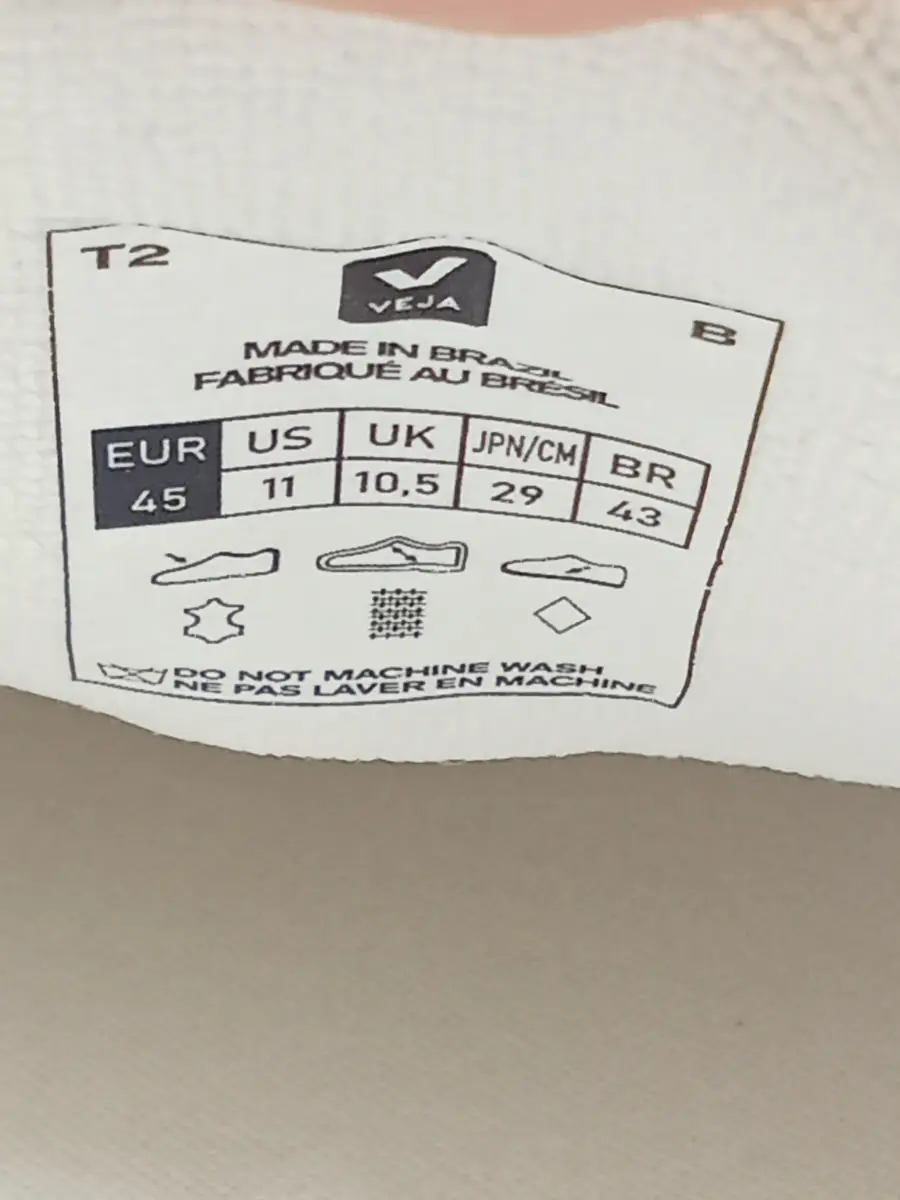 T2
VEJA
B
MADE IN BRAZIL
FABRIQUÉ AU BRÉSIL
EUR US UK JPN/CM BR
45 11 10,5 29 43
DO NOT MACHINE WASH
NE PAS LAVER EN MACHINE